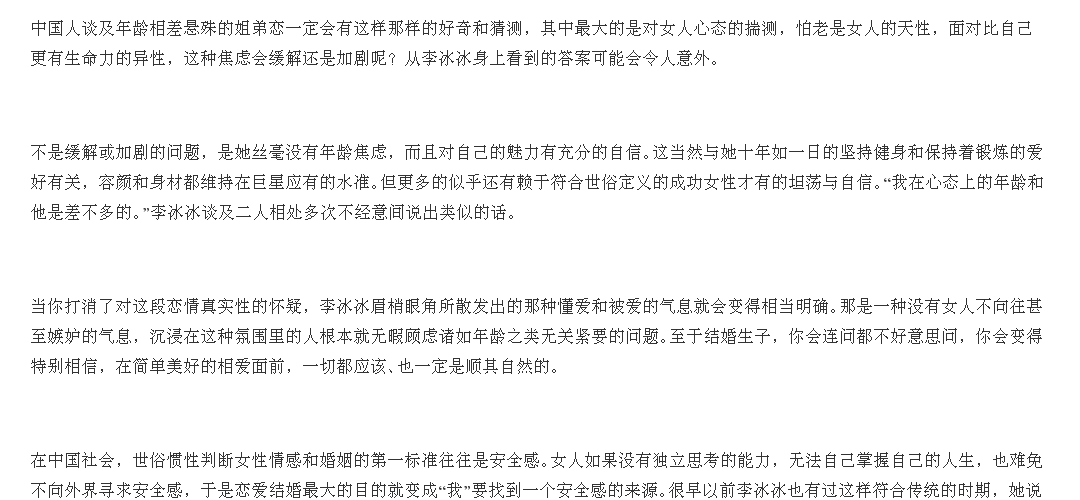 中国人谈及年龄相差悬殊的姐弟恋一定会有这样那样的好奇和猜测，其中最大的是对女人心态的揣测，怕老是女人的天性，面对比自己
更有生命力的异性，这种焦虑会缓解还是加剧呢？从李冰冰身上看到的答案可能会令人意外。
不是缓解或加剧的问题，是她丝毫没有年龄焦虑，而且对自己的魅力有充分的自信。这当然与她十年如一日的坚持健身和保持着锻炼的爱
好有关，容颜和身材都维持在巨星应有的水准。但更多的似乎还有赖于符合世俗定义的成功女性才有的坦荡与自信。“我在心态上的年龄和
他是差不多的。”李冰冰谈及二人相处多次不经意间说出类似的话。
当你打消了对这段恋情真实性的怀疑，李冰冰眉梢眼角所散发出的那种懂爱和被爱的气息就会变得相当明确。那是一种没有女人不向往甚
至嫉妒的气息，沉浸在这种氛围里的人根本就无暇顾虑诸如年龄之类无关紧要的问题。至于结婚生子，你会连问都不好意思问，你会变得
特别相信，在简单美好的相爱面前，一切都应该、也一定是顺其自然的。
在中国社会，世俗惯性判断女性情感和婚姻的第一标准往往是安全感。女人如果没有独立思考的能力，无法自己掌握自己的人生，也难免
不向外界寻求安全感，于是恋爱结婚最大的目的就变成“我”要找到一个安全感的来源。很早以前李冰冰也有过这样符合传统的时期，她说